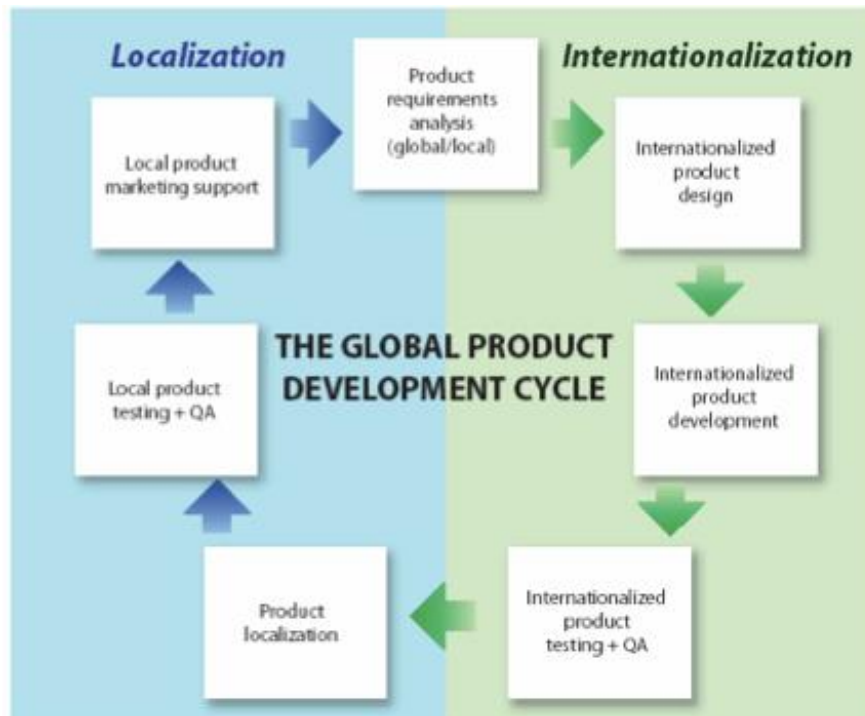 Localization
Internationalization
Product
requirements
analysis
(global/local)
Internationalized
product
design
Internationalized
product
development
Internationalized
product
testing + QA
Product
localization
Local product
testing + QA
Local product
marketing support
THE GLOBAL PRODUCT
DEVELOPMENT CYCLE